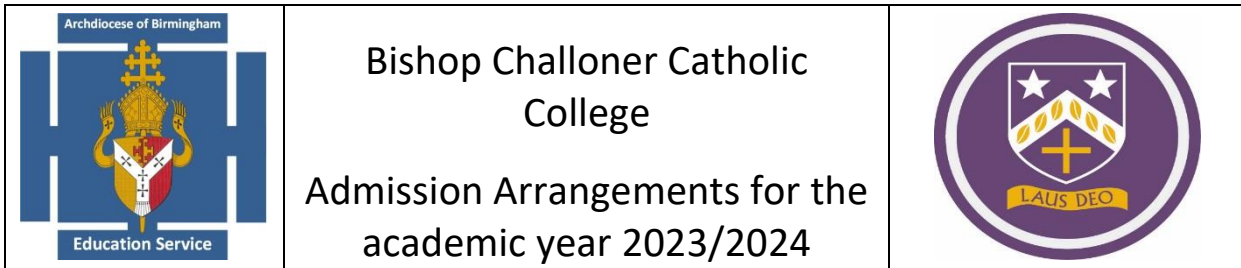 Archdiocese of Birmingham
Education Service
Bishop Challoner Catholic
College
Admission Arrangements for the
academic year 2023/2024
LAUS DEO